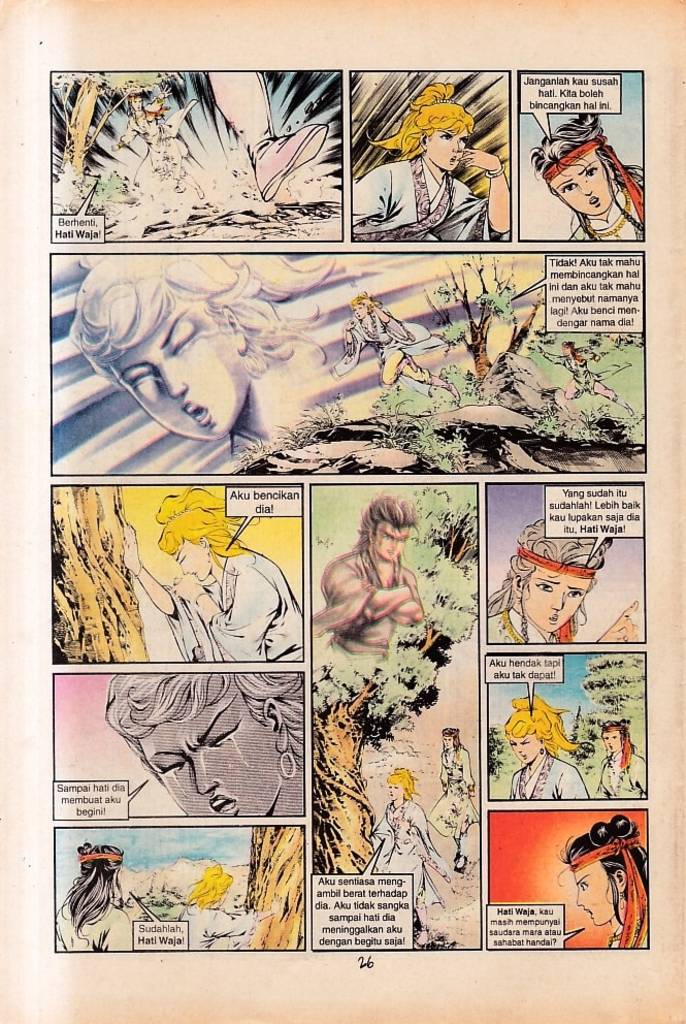 Berhenti,
Hati Waja!
Janganlah kau susah
hati. Kita boleh
bincangkan hal ini.
Tidak! Aku tak mahu
membincangkan hal
ini dan aku tak mahu
menyebut namanya
lagi! Aku benci men-
dengar nama dia!
Aku bencikan
dia!
Sampai hati dia
membuat aku
begini!
Sudahlah,
Hati Waja!
Aku sentiasa meng-
ambil berat terhadap
dia. Aku tidak sangka
sampai hati dia
meninggalkan aku
dengan begitu saja!
Yang sudah itu
sudahlah! Lebih baik
kau lupakan saja dia
itu, Hati Waja!
Aku hendak tapi
aku tak dapat!
Hati Waja, kau
masih mempunyai
saudara mara atau
sahabat handai?
26